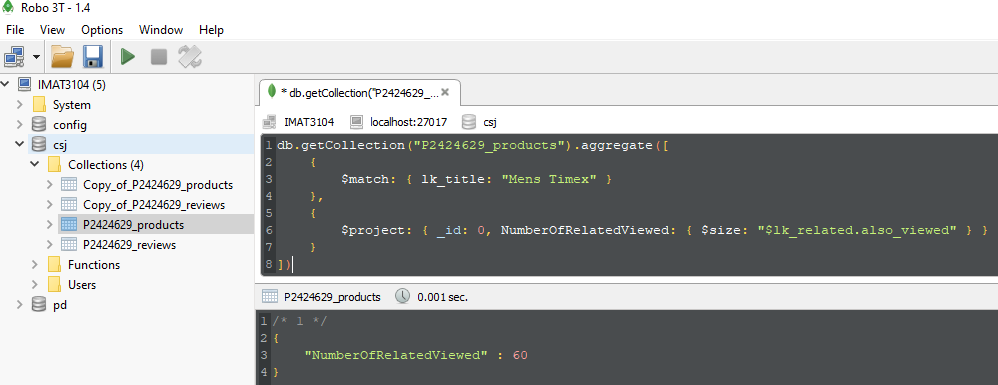 Robo 3T - 1.4
File View Options Window Help
IMAT3104 (5)
System
config
csj
Collections (4)
Copy_of_P2424629_products
Copy_of_P2424629_reviews
P2424629_products
P2424629_reviews
Functions
Users
pd
* db.getCollection("P2424629_...
IMAT3104 localhost:27017 csj
1 db.getCollection("P2424629_products").aggregate([
2 {
3 $match: { lk_title: "Mens Timex" }
4 },
5 {
6 $project: { _id: 0, NumberOfRelatedViewed: { $size: "$lk_related.also_viewed" } }
7 }
8 ])
P2424629_products 0.001 sec.
1 /* 1 */
2 {
3 "NumberOfRelatedViewed" : 60
4 }